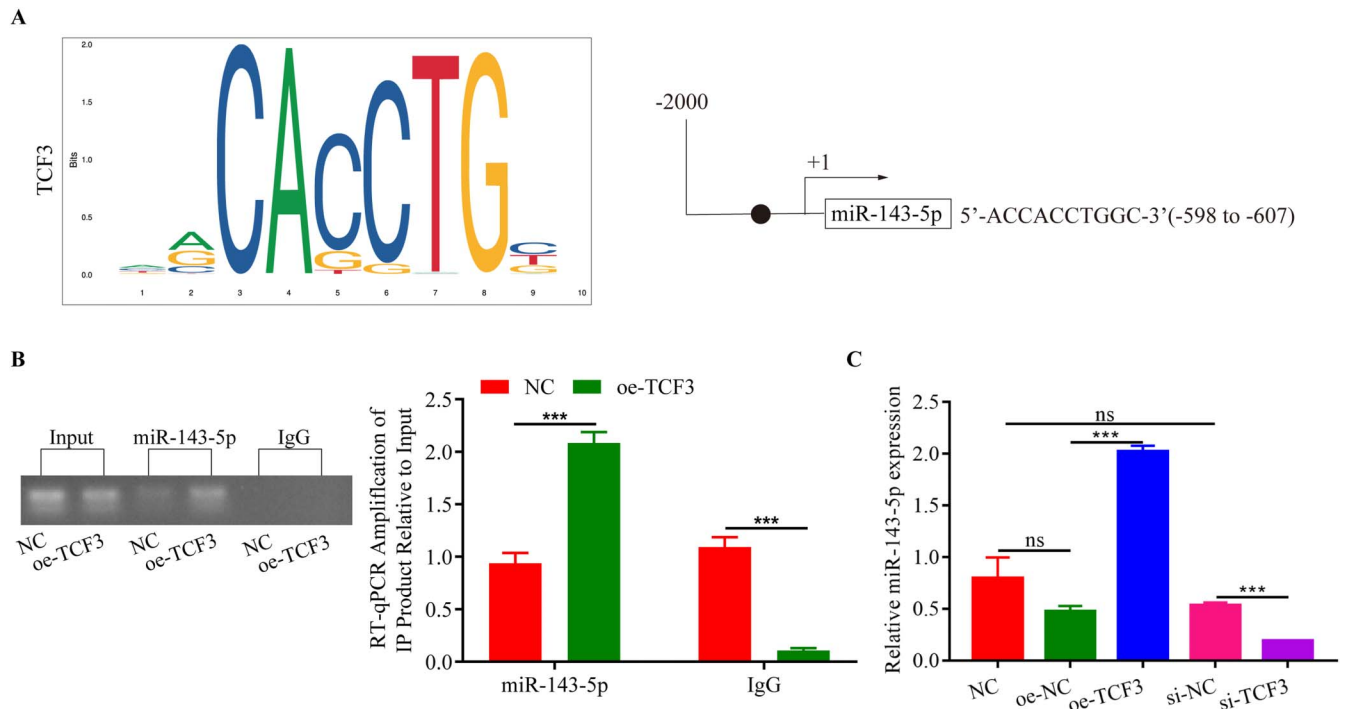 A
TCF3
Bits
2.0
1.5
1.0
0.5
0.0
CACCTG
A
G
C
G
T
G
C
T
G
1 2 3 4 5 6 7 8 9 10
-2000
+1
miR-143-5p 5’-ACCACCTGGC-3’(-598 to -607)
B
Input miR-143-5p IgG
NC oe-TCF3 NC oe-TCF3 NC oe-TCF3
NC oe-TCF3
RT-qPCR Amplification of
IP Product Relative to Input
2.5
2.0
1.5
1.0
0.5
0.0
***
***
miR-143-5p IgG
C
Relative miR-143-5p expression
2.5
2.0
1.5
1.0
0.5
0.0
ns
***
ns
***
NC oe-NC oe-TCF3 si-NC si-TCF3